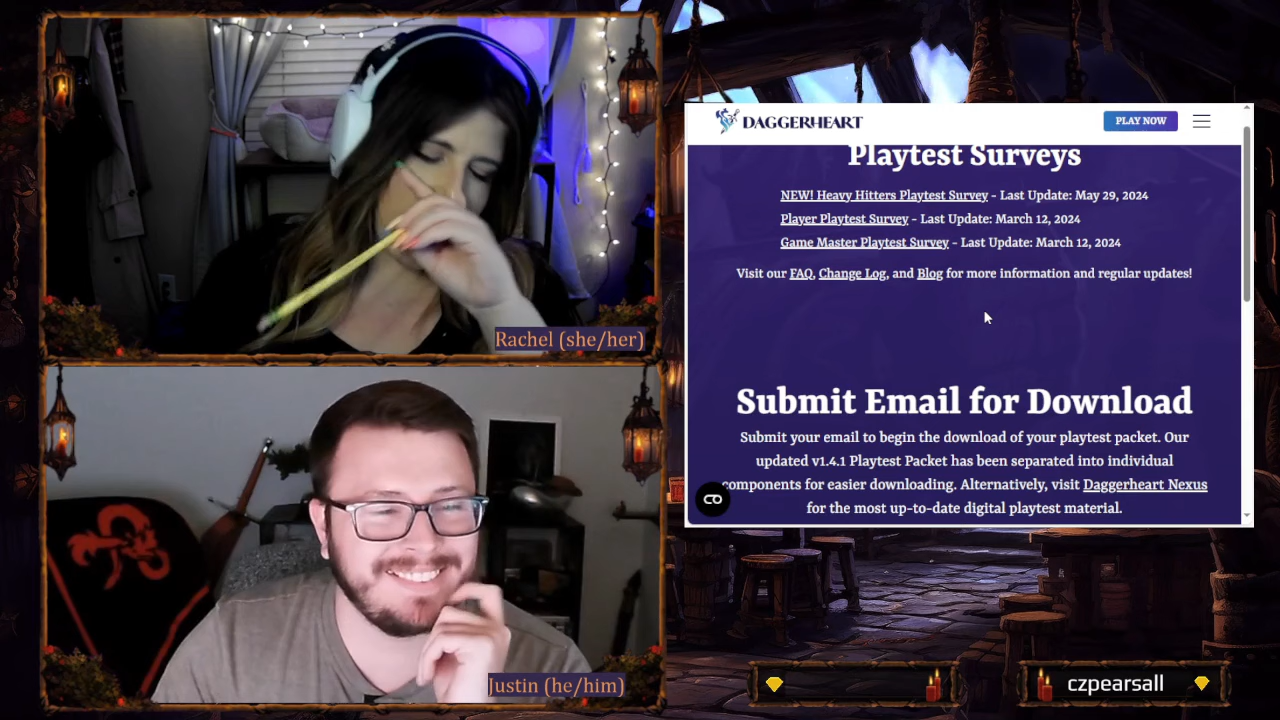 Rachel (she/her)
Justin (he/him)
DAGGERHEART
PLAY NOW
Playtest Surveys
NEW! Heavy Hitters Playtest Survey - Last Update: May 29, 2024
Player Playtest Survey - Last Update: March 12, 2024
Game Master Playtest Survey - Last Update: March 12, 2024
Visit our FAQ, Change Log, and Blog for more information and regular updates!
Submit Email for Download
Submit your email to begin the download of your playtest packet. Our
updated v1.4.1 Playtest Packet has been separated into individual
components for easier downloading. Alternatively, visit Daggerheart Nexus
for the most up-to-date digital playtest material.
czpearsall